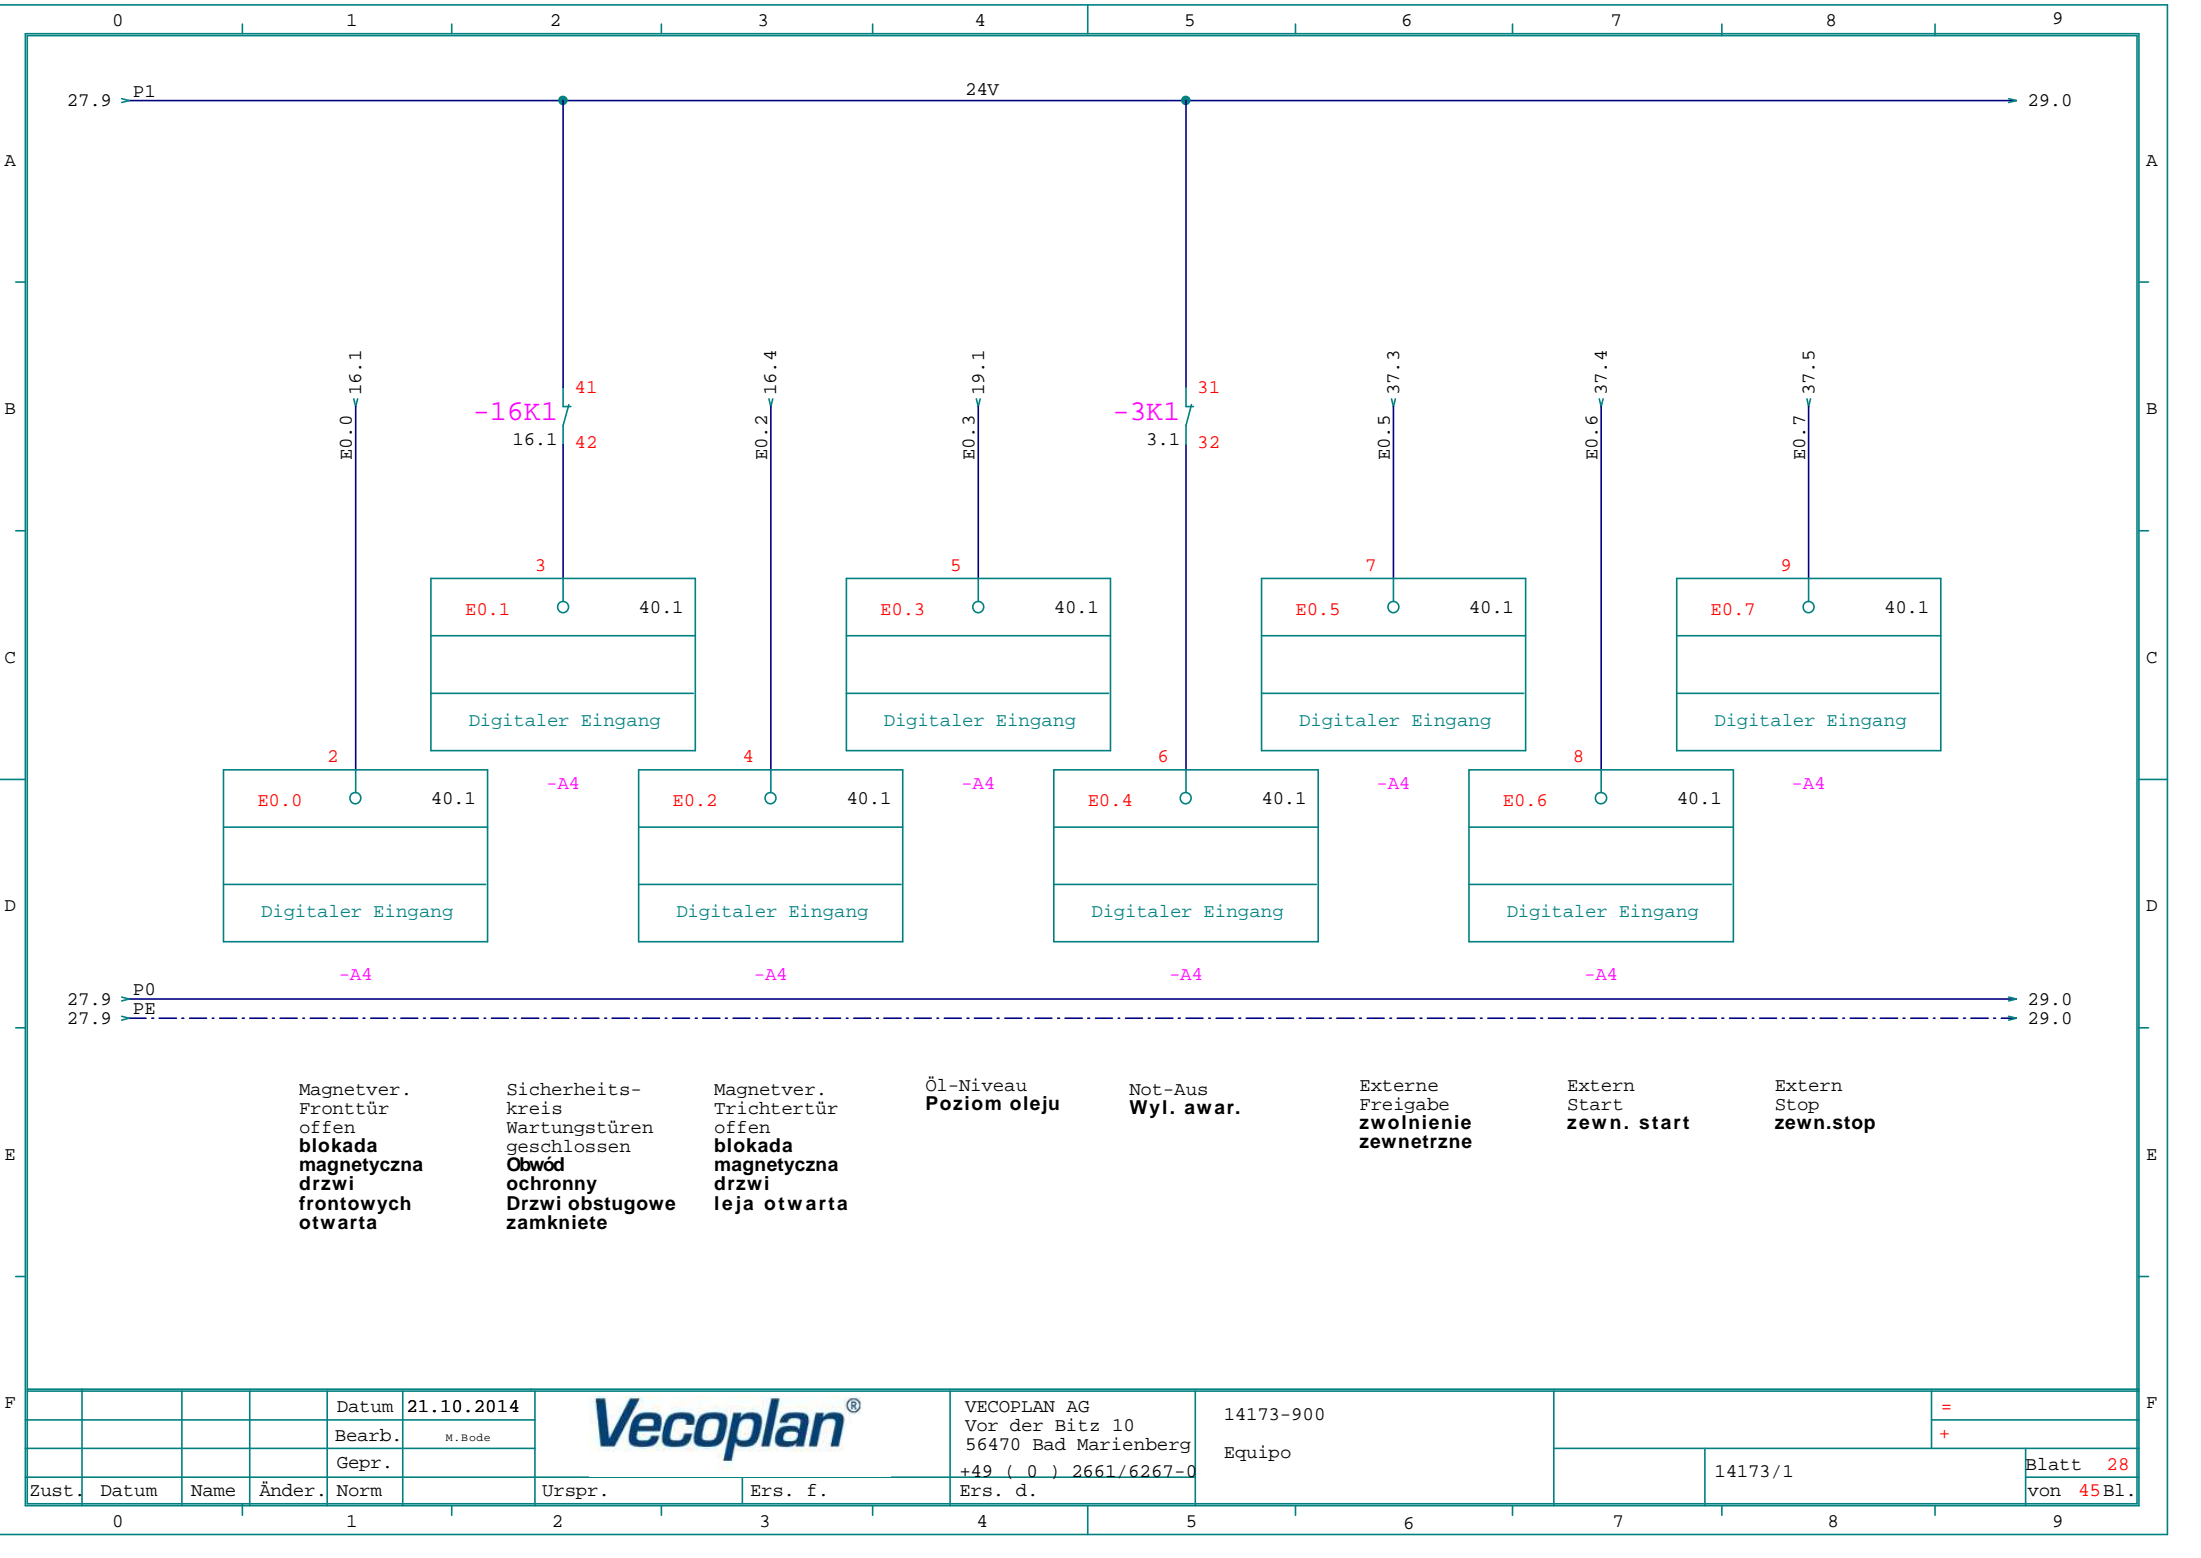 0 1 2 3 4 5 6 7 8 9
27.9 P1 24V 29.0
A A
16.1 16.4 19.1 37.3 37.4 37.5
41 31
B -16K1 -3K1 B
16.1 42 3.1 32
E0.0 E0.2 E0.3 E0.5 E0.6 E0.7
3 5 7 9
E0.1 40.1 E0.3 40.1 E0.5 40.1 E0.7 40.1
C C
Digitaler Eingang Digitaler Eingang Digitaler Eingang Digitaler Eingang
2 4 6 8
-A4 -A4 -A4 -A4
E0.0 40.1 E0.2 40.1 E0.4 40.1 E0.6 40.1
D D
Digitaler Eingang Digitaler Eingang Digitaler Eingang Digitaler Eingang
-A4 -A4 -A4 -A4
27.9 P0 29.0
27.9 PE 29.0
Magnetver.
Fronttür
offen
blokada
magnetyczna
drzwi
frontowych
otwarta
Sicherheits-
kreis
Wartungstüren
geschlossen
Obwód
ochronny
Drzwi obstugowe
zamkniete
Magnetver.
Trichtertür
offen
blokada
magnetyczna
drzwi
leja otwarta
Öl-Niveau
Poziom oleju
Not-Aus
Wyl. awar.
Externe
Freigabe
zwolnienie
zewnetrzne
Extern
Start
zewn. start
Extern
Stop
zewn.stop
E E
F F
Datum 21.10.2014
Bearb. M.Bode
Gepr.
Zust. Datum Name Änder. Norm
Vecoplan®
Urspr. Ers. f. Ers. d.
VECOPLAN AG
Vor der Bitz 10
56470 Bad Marienberg
+49 ( 0 ) 2661/6267-0
14173-900
Equipo
14173/1
=
+
Blatt 28
von 45Bl.
0 1 2 3 4 5 6 7 8 9